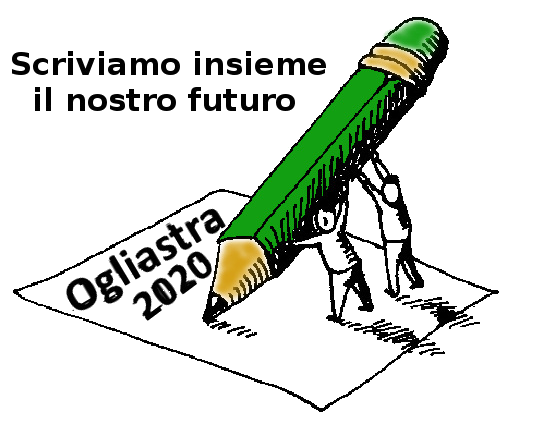 Scriviamo insieme
il nostro futuro
Ogliastra
2020